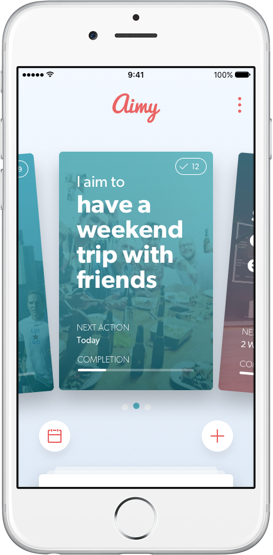 9:41
100%
Aimy
9
12
I aim to
have a
weekend
trip with
friends
e
NEXT ACTION
Today
NE
2 W
COMPLETION
CO